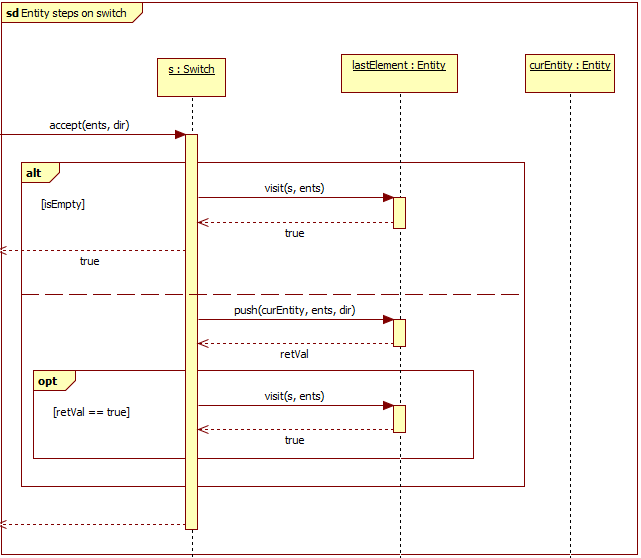 sd Entity steps on switch
s : Switch
lastElement : Entity
curEntity : Entity
accept(ents, dir)
alt
[isEmpty]
visit(s, ents)
true
true
push(curEntity, ents, dir)
retVal
opt
[retVal == true]
visit(s, ents)
true